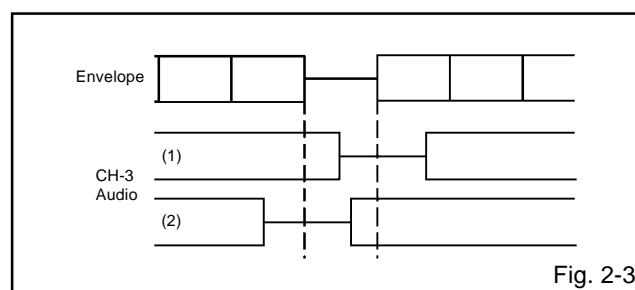 Envelope
(1)
CH-3
Audio
(2)
Fig. 2-3